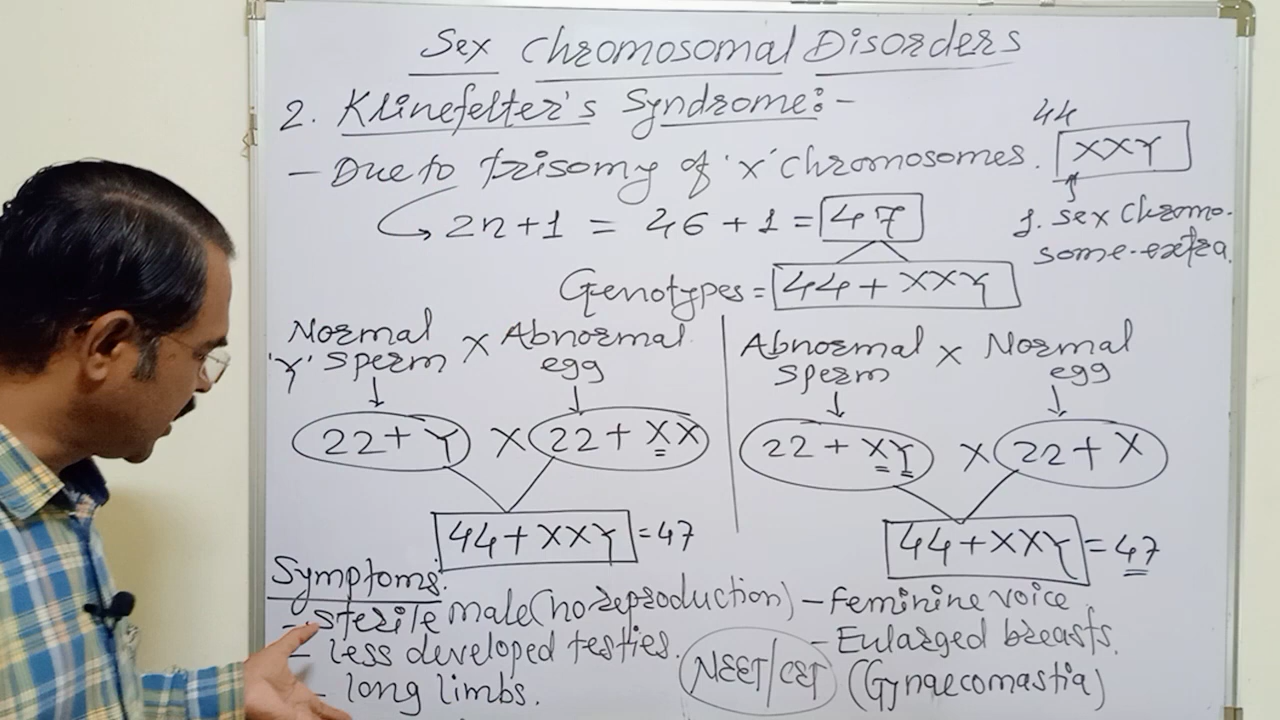 Sex Chromosomal Disorders
2. Klinefelter's Syndrome:-
44
- Due to trisomy of 'X' chromosomes. XXY
2n+1 = 46+1 = 47
1. sex chromo-
some-extra.
Genotypes = 44+XXY
Normal 'Y' Sperm X Abnormal egg
22+Y X 22+XX
44+XXY = 47
Abnormal Sperm X Normal egg
22+XY X 22+X
44+XXY = 47
Symptoms:
- Sterile male (no reproduction)
- less developed testies.
- long limbs.
- Feminine voice
- Enlarged breasts.
(Gynaecomastia)
NEET/CET